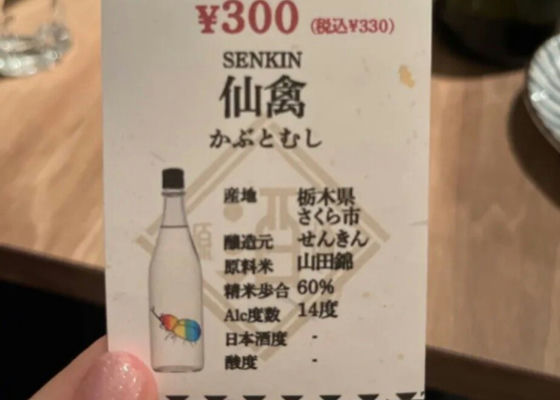 ¥300 (税込¥330)
SENKIN
仙禽
かぶとむし
産地 栃木県
さくら市
醸造元 せんきん
原料米 山田錦
精米歩合 60%
Alc度数 14度
日本酒度 -
酸度 -